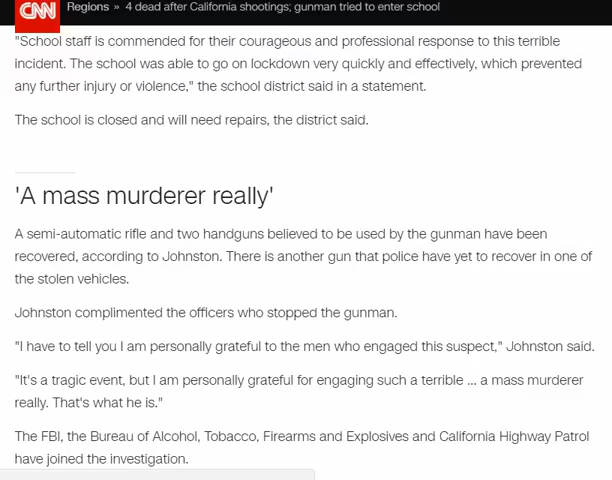 CNN Regions » 4 dead after California shootings; gunman tried to enter school
"School staff is commended for their courageous and professional response to this terrible
incident. The school was able to go on lockdown very quickly and effectively, which prevented
any further injury or violence," the school district said in a statement.
The school is closed and will need repairs, the district said.
'A mass murderer really'
A semi-automatic rifle and two handguns believed to be used by the gunman have been
recovered, according to Johnston. There is another gun that police have yet to recover in one of
the stolen vehicles.
Johnston complimented the officers who stopped the gunman.
"I have to tell you I am personally grateful to the men who engaged this suspect," Johnston said.
"It's a tragic event, but I am personally grateful for engaging such a terrible ... a mass murderer
really. That's what he is."
The FBI, the Bureau of Alcohol, Tobacco, Firearms and Explosives and California Highway Patrol
have joined the investigation.